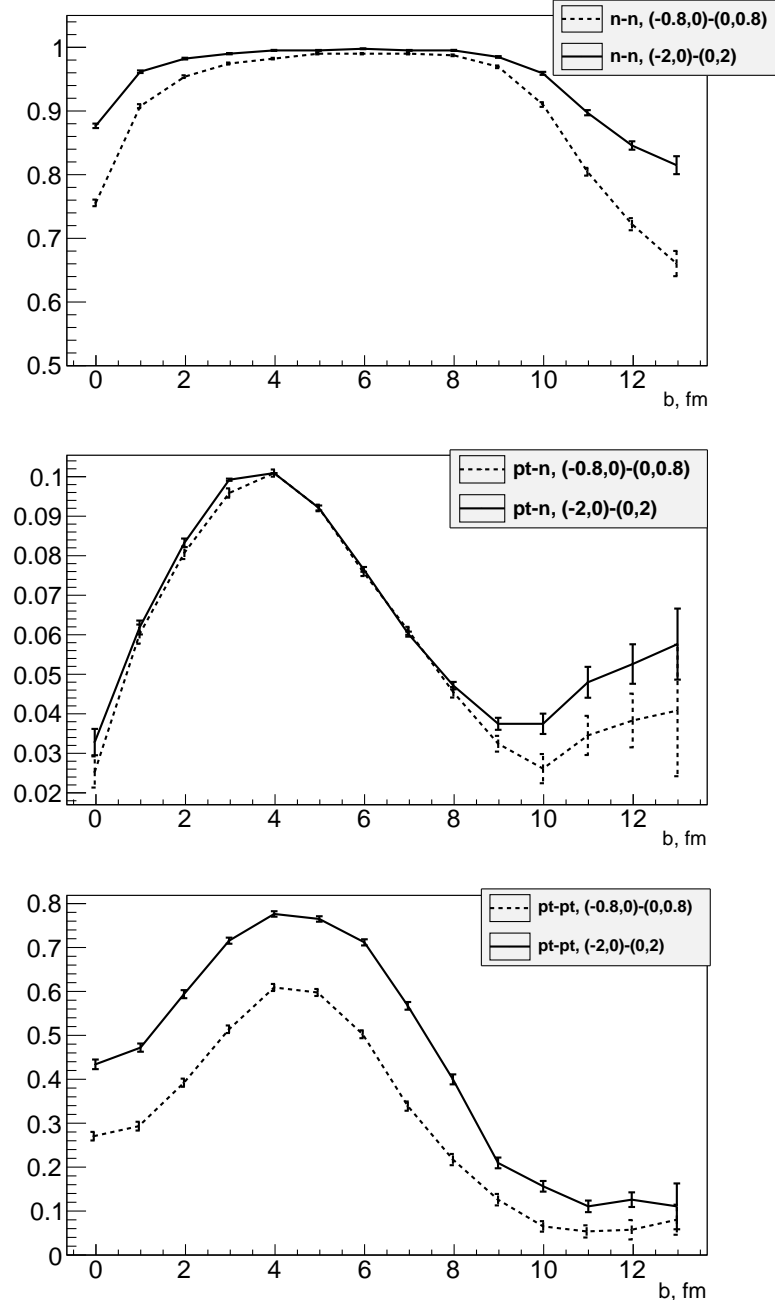 n-n, (-0.8,0)-(0,0.8)
n-n, (-2,0)-(0,2)
1
0.9
0.8
0.7
0.6
0.5
0 2 4 6 8 10 12
b, fm
pt-n, (-0.8,0)-(0,0.8)
pt-n, (-2,0)-(0,2)
0.1
0.09
0.08
0.07
0.06
0.05
0.04
0.03
0.02
0 2 4 6 8 10 12
b, fm
pt-pt, (-0.8,0)-(0,0.8)
pt-pt, (-2,0)-(0,2)
0.8
0.7
0.6
0.5
0.4
0.3
0.2
0.1
0
0 2 4 6 8 10 12
b, fm